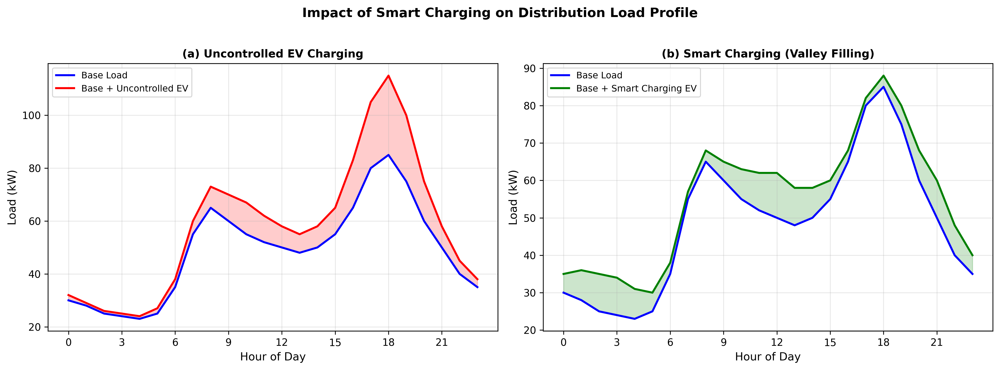 Impact of Smart Charging on Distribution Load Profile
(a) Uncontrolled EV Charging
Base Load
Base + Uncontrolled EV
Load (kW)
100
80
60
40
20
0 3 6 9 12 15 18 21
Hour of Day
(b) Smart Charging (Valley Filling)
Base Load
Base + Smart Charging EV
Load (kW)
90
80
70
60
50
40
30
20
0 3 6 9 12 15 18 21
Hour of Day